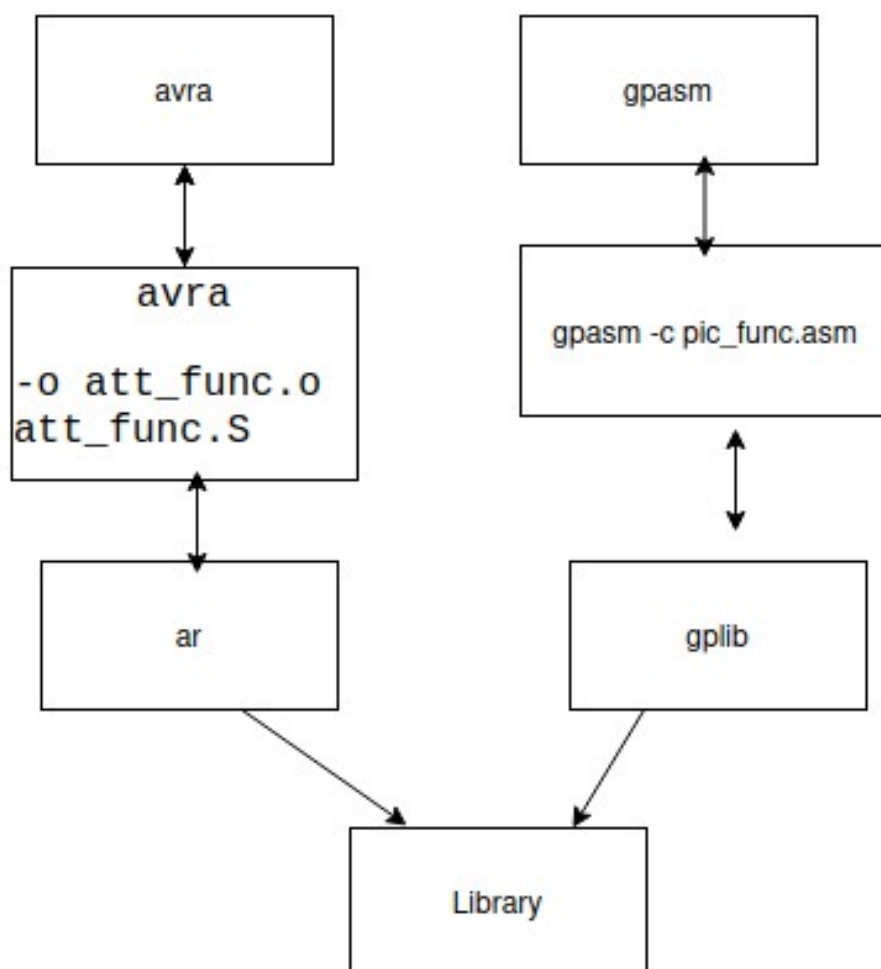 avra
gpasm
avra
-o att_func.o
att_func.S
gpasm -c pic_func.asm
ar
gplib
Library